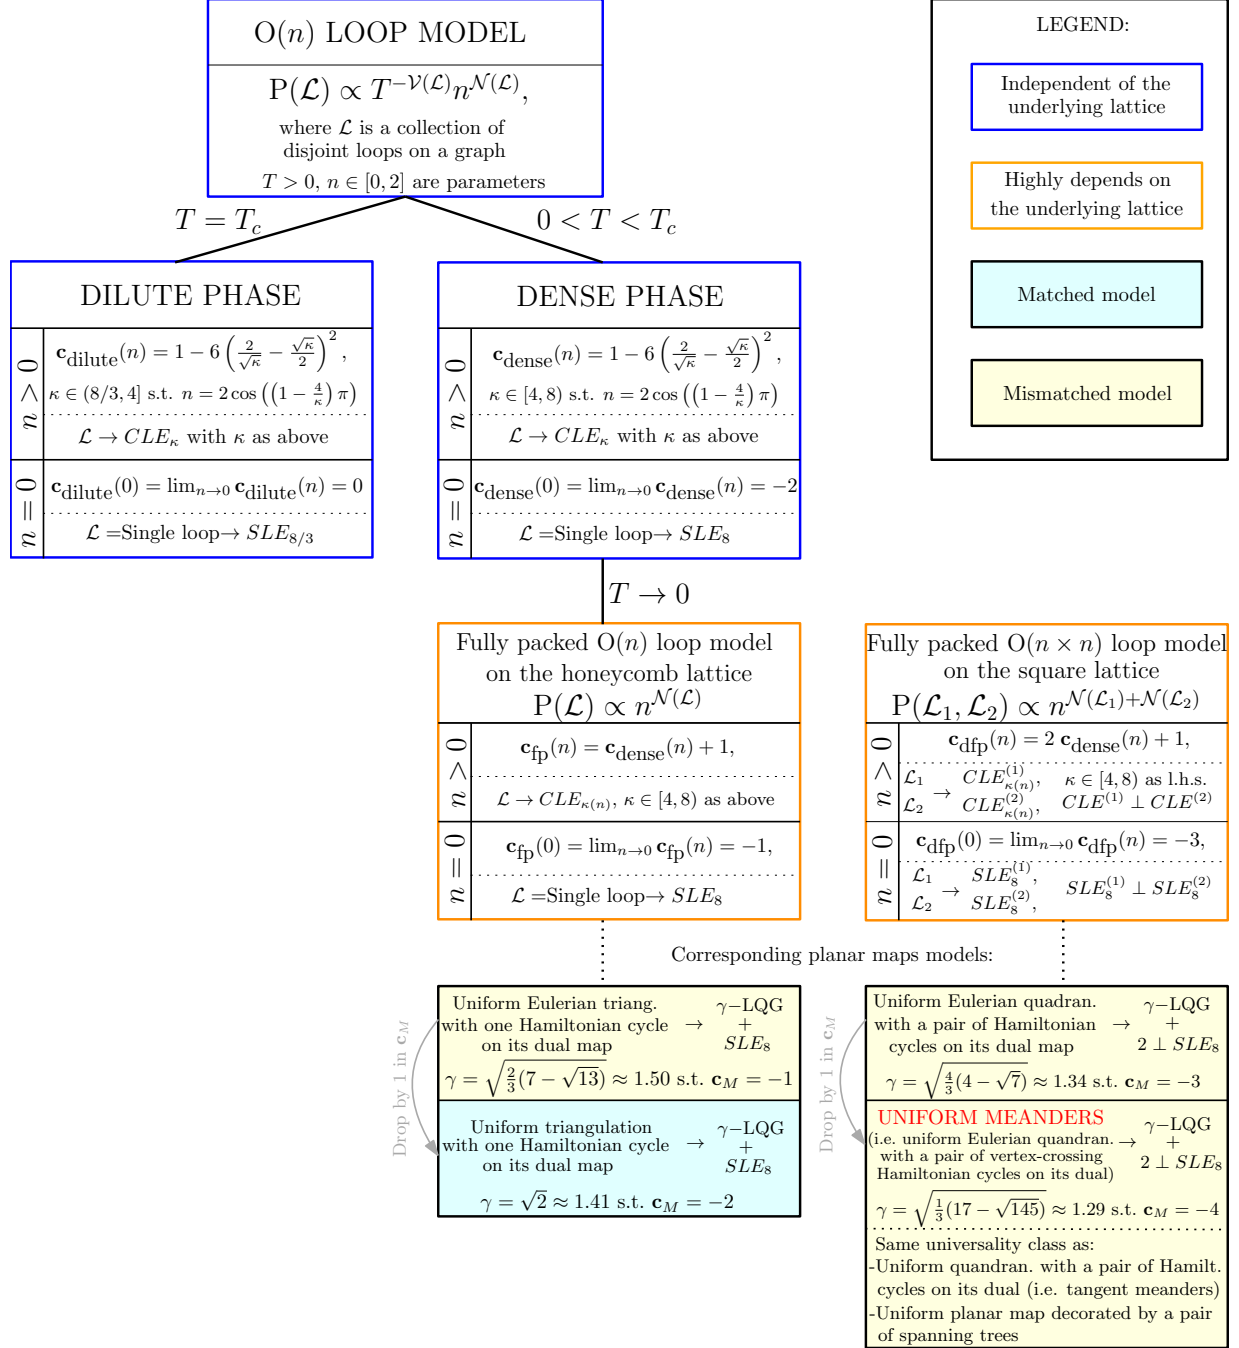 O(n) LOOP MODEL
P(𝓛) ∝ T^{-𝒱(𝓛)} n^{𝒩(𝓛)},
where 𝓛 is a collection of
disjoint loops on a graph
T > 0, n ∈ [0, 2] are parameters
LEGEND:
Independent of the
underlying lattice
Highly depends on
the underlying lattice
Matched model
Mismatched model
T = T_c
0 < T < T_c
DILUTE PHASE
n > 0
c_dilute(n) = 1 − 6 (2/√κ − √κ/2)^2,
κ ∈ (8/3, 4] s.t. n = 2 cos ((1 − 4/κ) π)
𝓛 → CLE_κ with κ as above
n = 0
c_dilute(0) = lim_{n→0} c_dilute(n) = 0
𝓛 =Single loop→ SLE_{8/3}
DENSE PHASE
n > 0
c_dense(n) = 1 − 6 (2/√κ − √κ/2)^2,
κ ∈ [4, 8) s.t. n = 2 cos ((1 − 4/κ) π)
𝓛 → CLE_κ with κ as above
n = 0
c_dense(0) = lim_{n→0} c_dense(n) = −2
𝓛 =Single loop→ SLE_8
T → 0
Fully packed O(n) loop model
on the honeycomb lattice
P(𝓛) ∝ n^{𝒩(𝓛)}
n > 0
c_fp(n) = c_dense(n) + 1,
𝓛 → CLE_{κ(n)}, κ ∈ [4, 8) as above
n = 0
c_fp(0) = lim_{n→0} c_fp(n) = −1,
𝓛 =Single loop→ SLE_8
Fully packed O(n × n) loop model
on the square lattice
P(𝓛_1, 𝓛_2) ∝ n^{𝒩(𝓛_1)+𝒩(𝓛_2)}
n > 0
c_dfp(n) = 2 c_dense(n) + 1,
𝓛_1 → CLE^{(1)}_{κ(n)}, κ ∈ [4, 8) as l.h.s.
𝓛_2 → CLE^{(2)}_{κ(n)}, CLE^{(1)} ⊥ CLE^{(2)}
n = 0
c_dfp(0) = lim_{n→0} c_dfp(n) = −3,
𝓛_1 → SLE_8^{(1)}, SLE_8^{(1)} ⊥ SLE_8^{(2)}
𝓛_2 → SLE_8^{(2)},
Corresponding planar maps models:
Drop by 1 in c_M
Uniform Eulerian triang.
with one Hamiltonian cycle
on its dual map
→ γ−LQG
+
SLE_8
γ = √(2/3(7 − √13)) ≈ 1.50 s.t. c_M = −1
Uniform triangulation
with one Hamiltonian cycle
on its dual map
→ γ−LQG
+
SLE_8
γ = √2 ≈ 1.41 s.t. c_M = −2
Drop by 1 in c_M
Uniform Eulerian quadran.
with a pair of Hamiltonian
cycles on its dual map
→ γ−LQG
+
2 ⊥ SLE_8
γ = √(4/3(4 − √7)) ≈ 1.34 s.t. c_M = −3
UNIFORM MEANDERS
(i.e. uniform Eulerian quandran.
with a pair of vertex-crossing
Hamiltonian cycles on its dual)
→ γ−LQG
+
2 ⊥ SLE_8
γ = √(1/3(17 − √145)) ≈ 1.29 s.t. c_M = −4
Same universality class as:
-Uniform quandran. with a pair of Hamilt.
cycles on its dual (i.e. tangent meanders)
-Uniform planar map decorated by a pair
of spanning trees